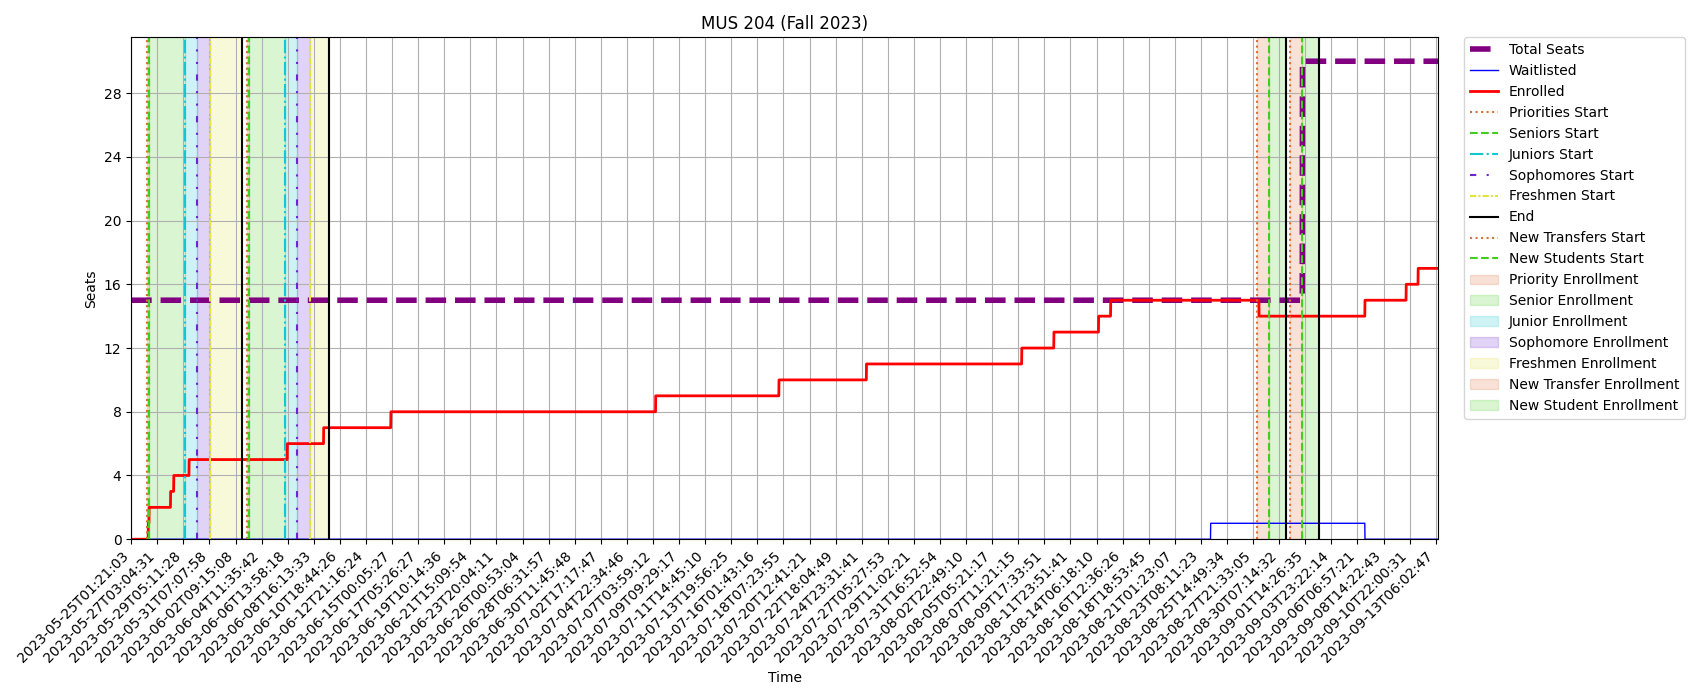 MUS 204 (Fall 2023)
Seats
28
24
20
16
12
8
4
0
2023-05-25T01:21:03
2023-05-27T03:04:31
2023-05-29T05:11:28
2023-05-31T07:07:58
2023-06-02T09:15:08
2023-06-04T11:35:42
2023-06-06T13:58:18
2023-06-08T16:13:33
2023-06-10T18:44:26
2023-06-12T21:16:24
2023-06-15T00:05:27
2023-06-17T05:26:27
2023-06-19T10:14:36
2023-06-21T15:09:54
2023-06-23T20:04:11
2023-06-26T00:53:04
2023-06-28T06:31:57
2023-06-30T11:45:48
2023-07-02T17:17:47
2023-07-04T22:34:46
2023-07-07T03:59:12
2023-07-09T09:29:17
2023-07-11T14:45:10
2023-07-13T19:56:25
2023-07-16T01:43:16
2023-07-18T07:23:55
2023-07-20T12:41:21
2023-07-22T18:04:49
2023-07-24T23:31:41
2023-07-27T05:27:53
2023-07-29T11:02:21
2023-07-31T16:52:54
2023-08-02T22:49:10
2023-08-05T05:21:17
2023-08-07T11:21:15
2023-08-09T17:33:51
2023-08-11T23:51:41
2023-08-14T06:18:10
2023-08-16T12:36:26
2023-08-18T18:53:45
2023-08-21T01:23:07
2023-08-23T08:11:23
2023-08-25T14:49:34
2023-08-27T21:33:05
2023-08-30T07:14:32
2023-09-01T14:26:35
2023-09-03T23:22:14
2023-09-06T06:57:21
2023-09-08T14:22:43
2023-09-10T22:00:31
2023-09-13T06:02:47
Time
Total Seats
Waitlisted
Enrolled
Priorities Start
Seniors Start
Juniors Start
Sophomores Start
Freshmen Start
End
New Transfers Start
New Students Start
Priority Enrollment
Senior Enrollment
Junior Enrollment
Sophomore Enrollment
Freshmen Enrollment
New Transfer Enrollment
New Student Enrollment